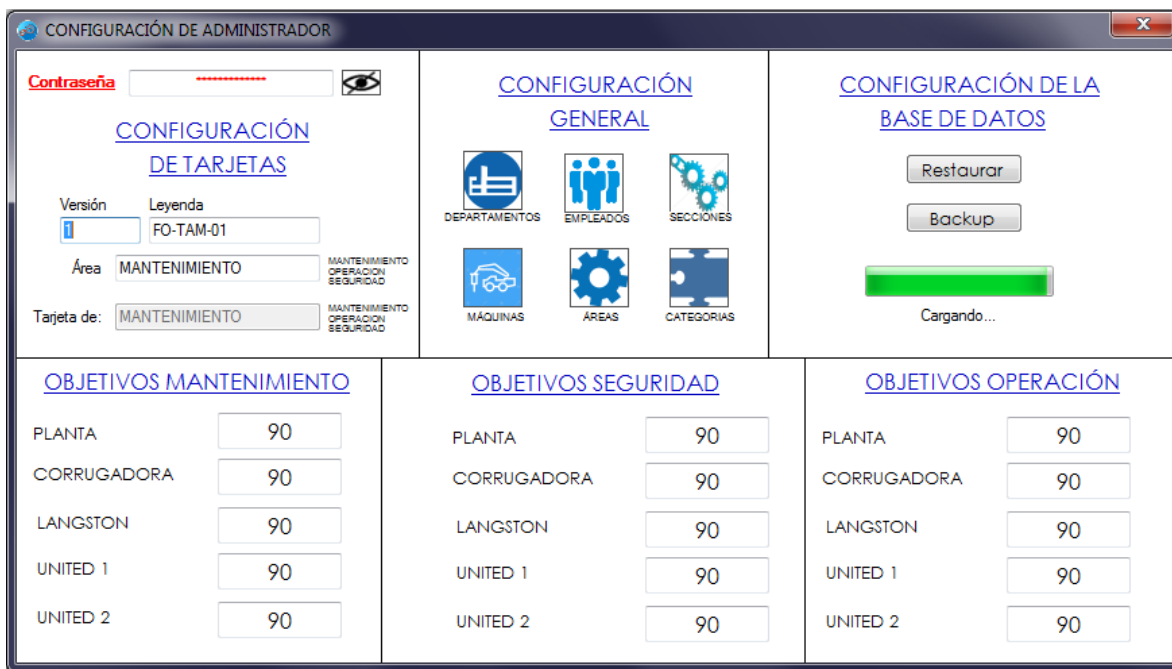 CONFIGURACIÓN DE ADMINISTRADOR
X
Contraseña *************
CONFIGURACIÓN
DE TARJETAS
Versión Leyenda
1 FO-TAM-01
Área MANTENIMIENTO
MANTENIMIENTO
OPERACION
SEGURIDAD
Tarjeta de: MANTENIMIENTO
MANTENIMIENTO
OPERACION
SEGURIDAD
CONFIGURACIÓN
GENERAL
DEPARTAMENTOS EMPLEADOS SECCIONES
MÁQUINAS ÁREAS CATEGORIAS
CONFIGURACIÓN DE LA
BASE DE DATOS
Restaurar
Backup
Cargando...
OBJETIVOS MANTENIMIENTO
PLANTA 90
CORRUGADORA 90
LANGSTON 90
UNITED 1 90
UNITED 2 90
OBJETIVOS SEGURIDAD
PLANTA 90
CORRUGADORA 90
LANGSTON 90
UNITED 1 90
UNITED 2 90
OBJETIVOS OPERACIÓN
PLANTA 90
CORRUGADORA 90
LANGSTON 90
UNITED 1 90
UNITED 2 90